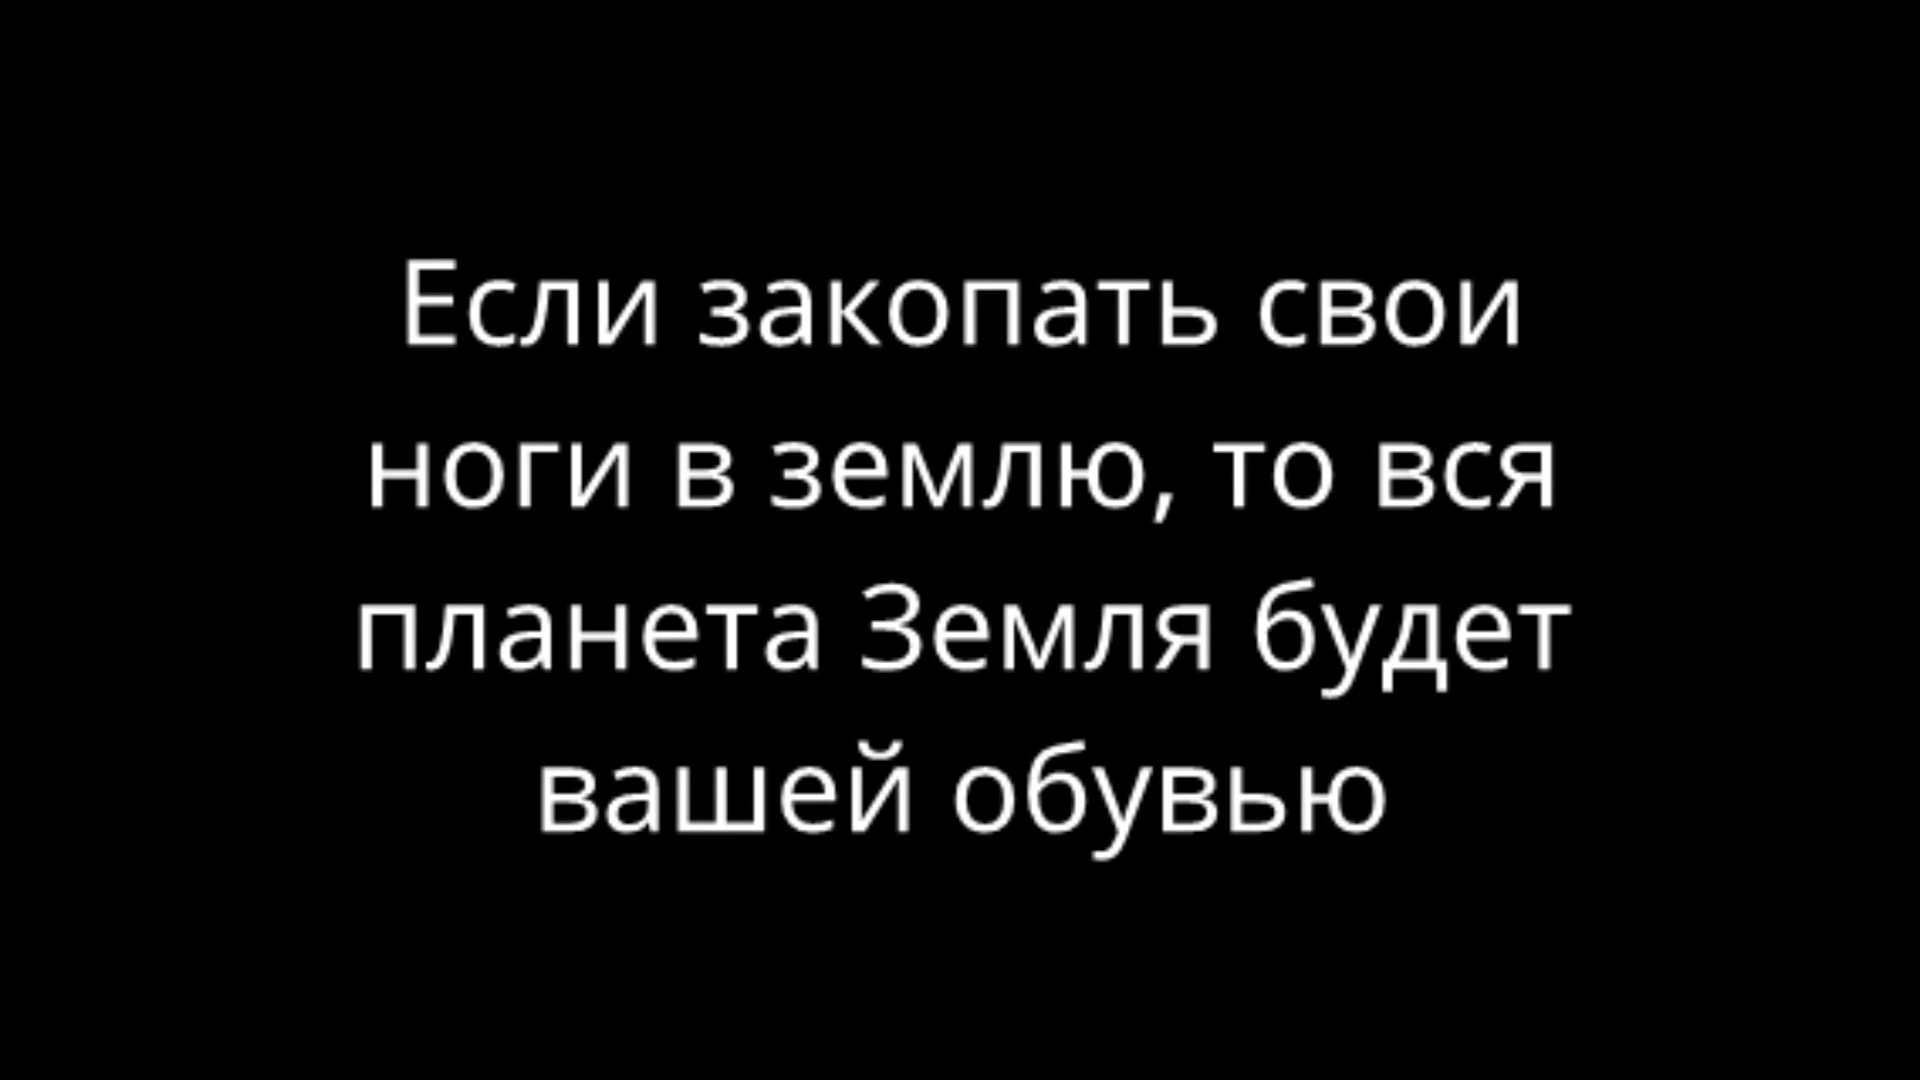 Если закопать свои
ноги в землю, то вся
планета Земля будет
вашей обувью